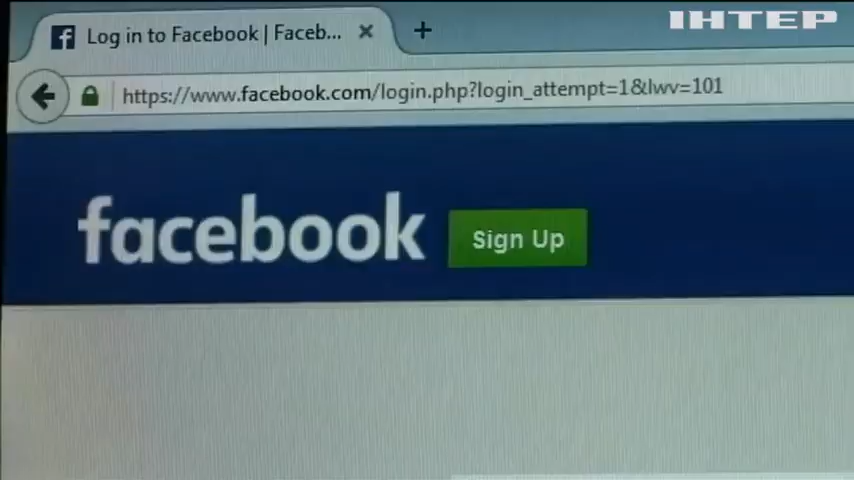 ІНТЕР
Log in to Facebook | Faceb...
https://www.facebook.com/login.php?login_attempt=1&lwv=101
facebook
Sign Up